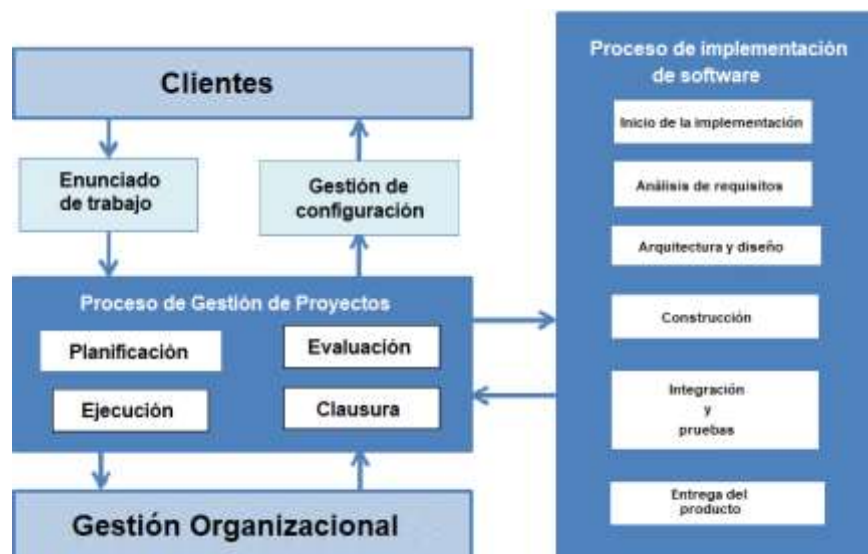 Clientes
Enunciado
de trabajo
Gestión de
configuración
Proceso de Gestión de Proyectos
Planificación
Evaluación
Ejecución
Clausura
Gestión Organizacional
Proceso de implementación
de software
Inicio de la implementación
Análisis de requisitos
Arquitectura y diseño
Construcción
Integración
y
pruebas
Entrega del
producto